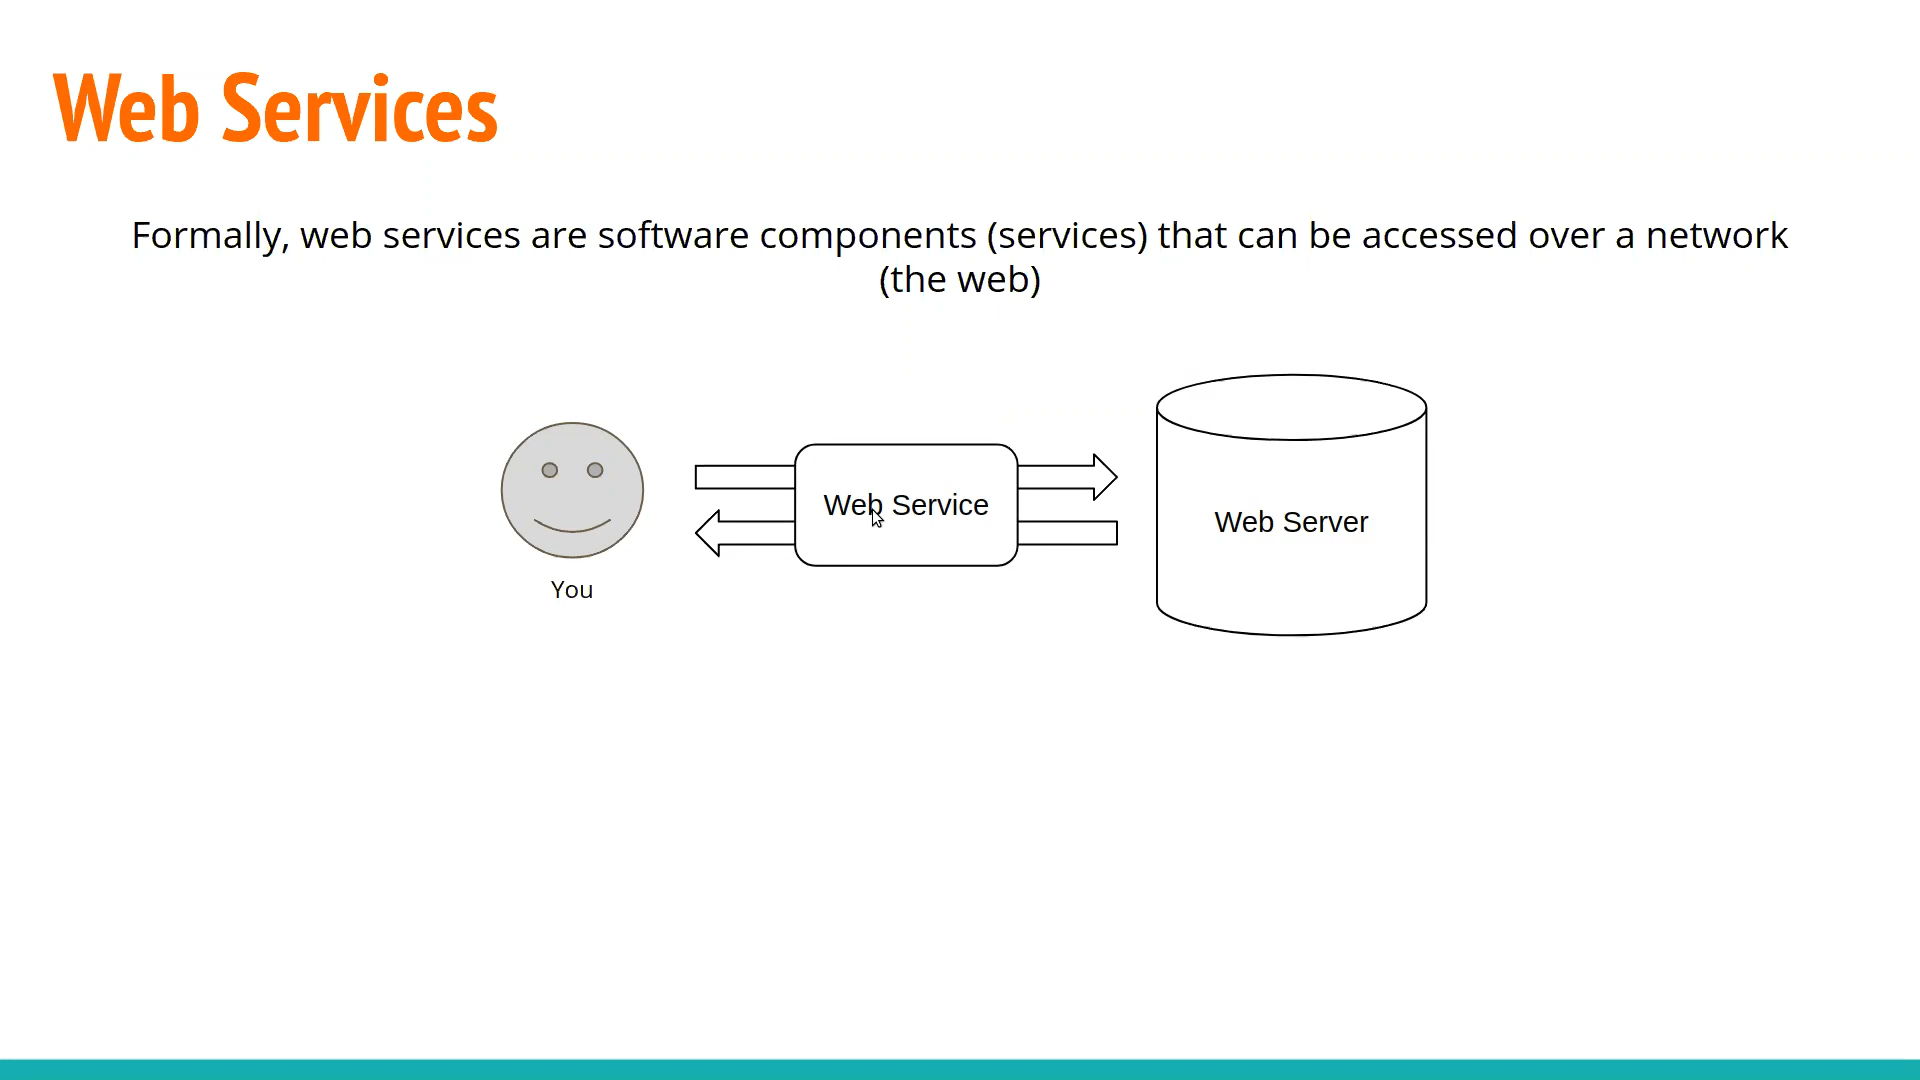 Web Services
Formally, web services are software components (services) that can be accessed over a network
(the web)
Web Service
Web Server
You